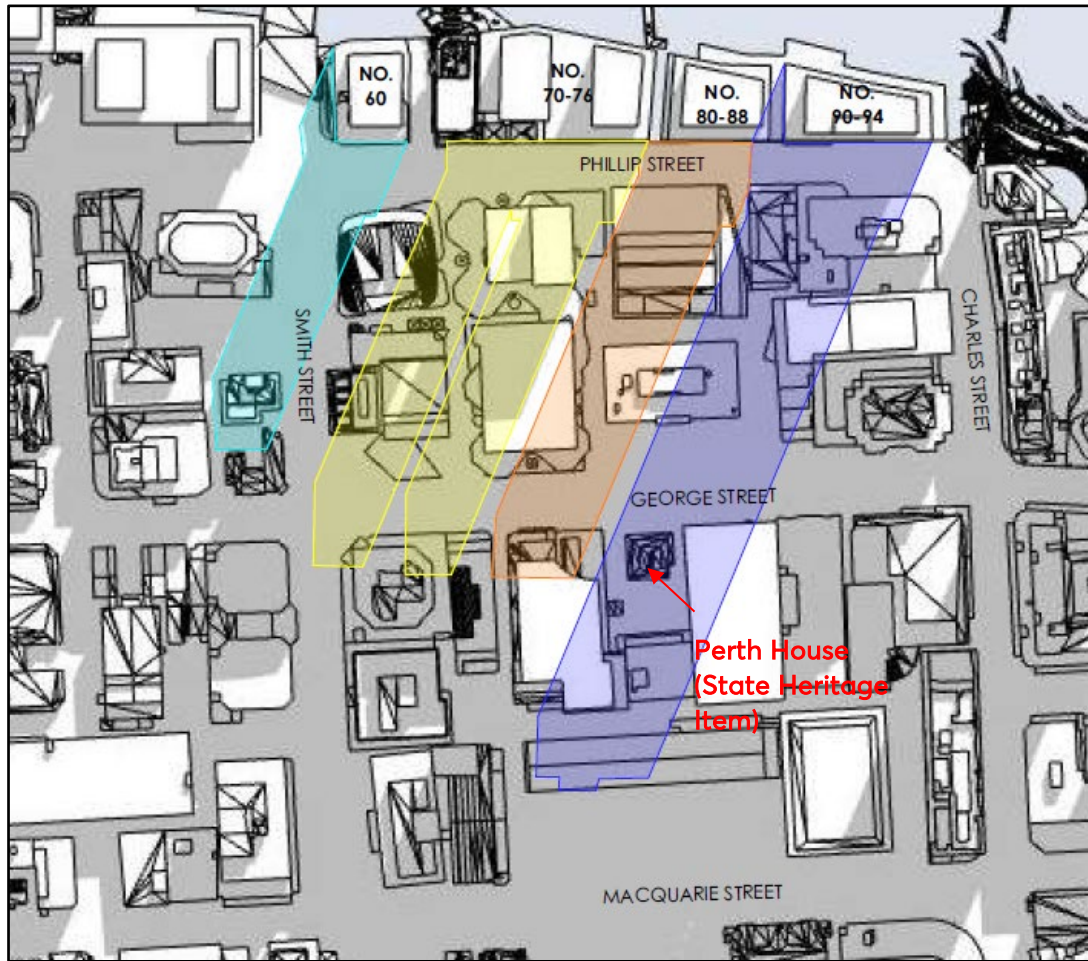 NO.
60
NO.
70-76
NO.
80-88
NO.
90-94
PHILLIP STREET
SMITH STREET
CHARLES STREET
GEORGE STREET
Perth House
(State Heritage
Item)
MACQUARIE STREET